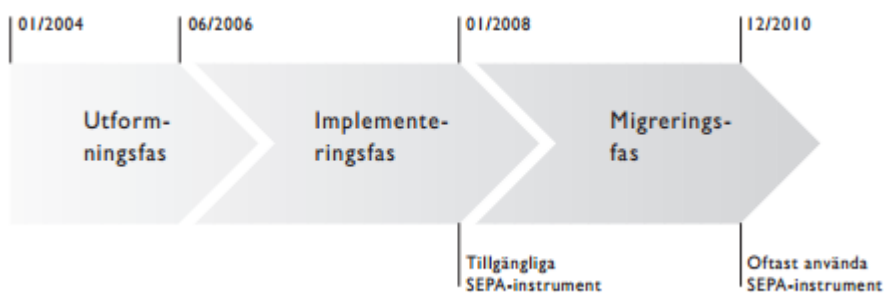 01/2004
06/2006
01/2008
12/2010
Utform-
ningsfas
Implemente-
ringsfas
Migrerings-
fas
Tillgängliga
SEPA-instrument
Oftast använda
SEPA-instrument